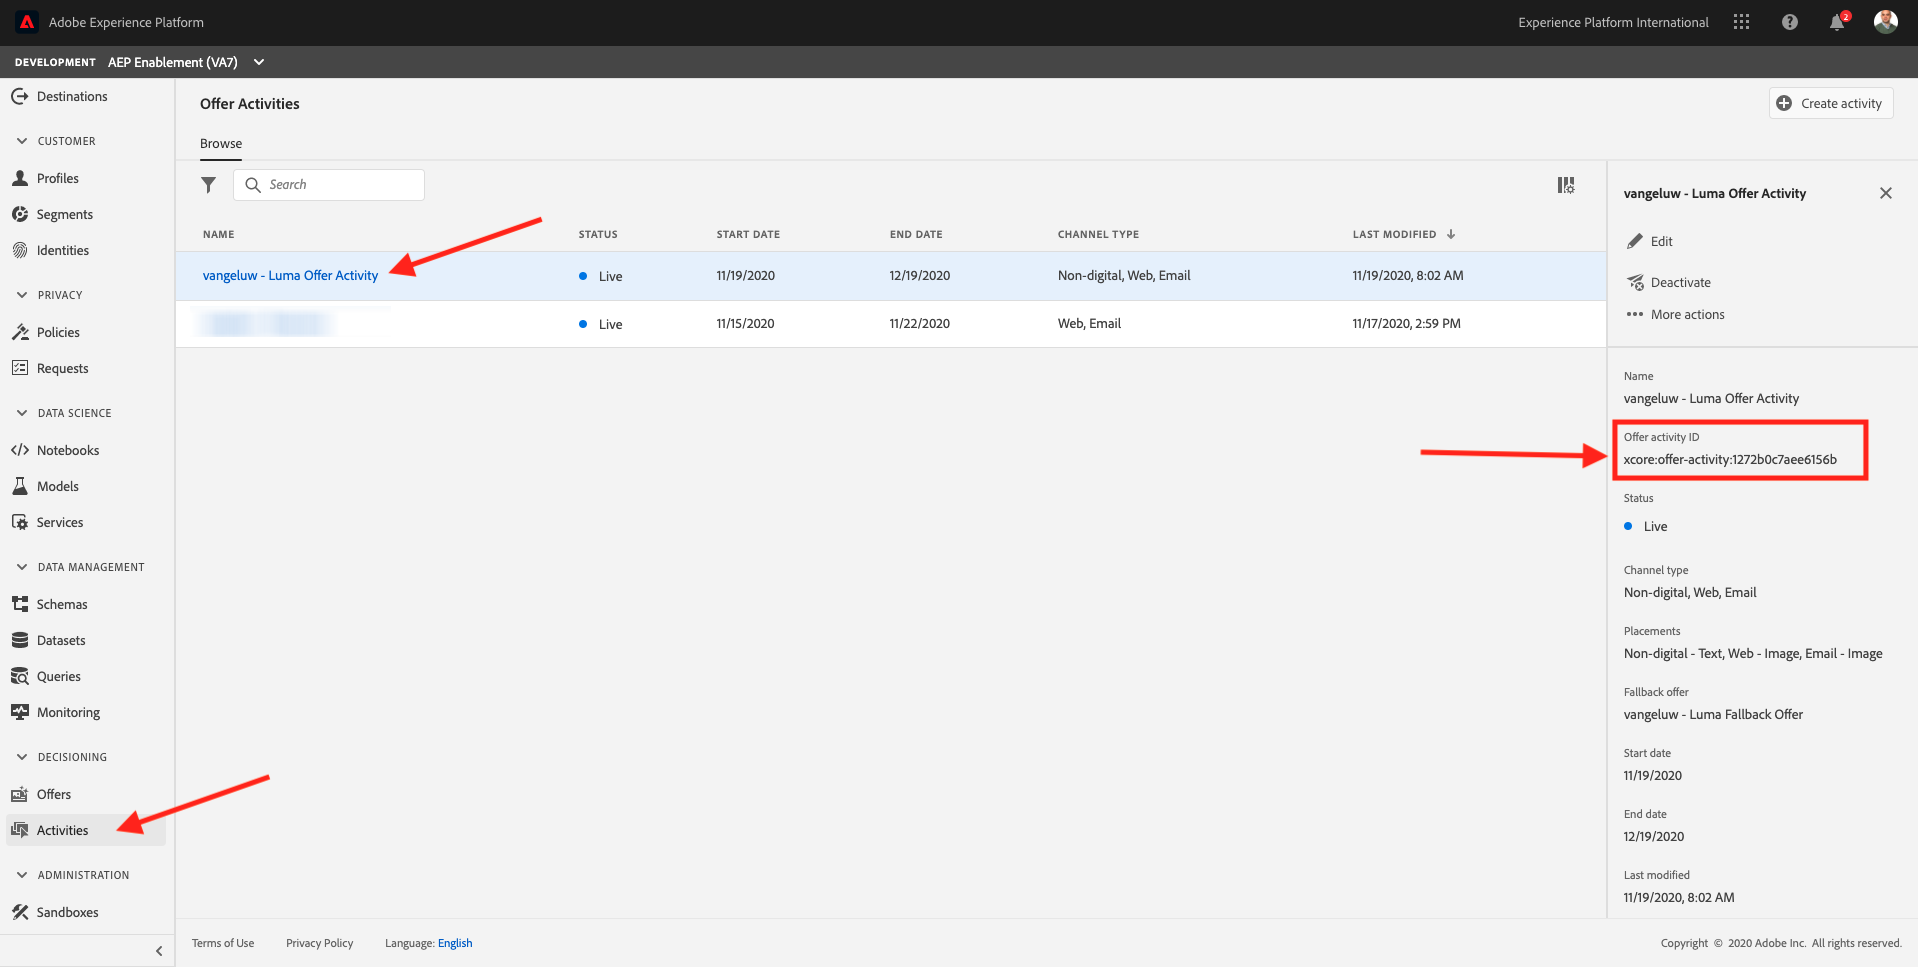 Adobe Experience Platform
Experience Platform International
2
DEVELOPMENT AEP Enablement (VA7)
Destinations
CUSTOMER
Profiles
Segments
Identities
PRIVACY
Policies
Requests
DATA SCIENCE
Notebooks
Models
Services
DATA MANAGEMENT
Schemas
Datasets
Queries
Monitoring
DECISIONING
Offers
Activities
ADMINISTRATION
Sandboxes
Offer Activities
Create activity
Browse
Search
NAME STATUS START DATE END DATE CHANNEL TYPE LAST MODIFIED
vangeluw - Luma Offer Activity Live 11/19/2020 12/19/2020 Non-digital, Web, Email 11/19/2020, 8:02 AM
Live 11/15/2020 11/22/2020 Web, Email 11/17/2020, 2:59 PM
vangeluw - Luma Offer Activity
Edit
Deactivate
More actions
Name
vangeluw - Luma Offer Activity
Offer activity ID
xcore:offer-activity:1272b0c7aee6156b
Status
Live
Channel type
Non-digital, Web, Email
Placements
Non-digital - Text, Web - Image, Email - Image
Fallback offer
vangeluw - Luma Fallback Offer
Start date
11/19/2020
End date
12/19/2020
Last modified
11/19/2020, 8:02 AM
Terms of Use Privacy Policy Language: English
Copyright © 2020 Adobe Inc. All rights reserved.